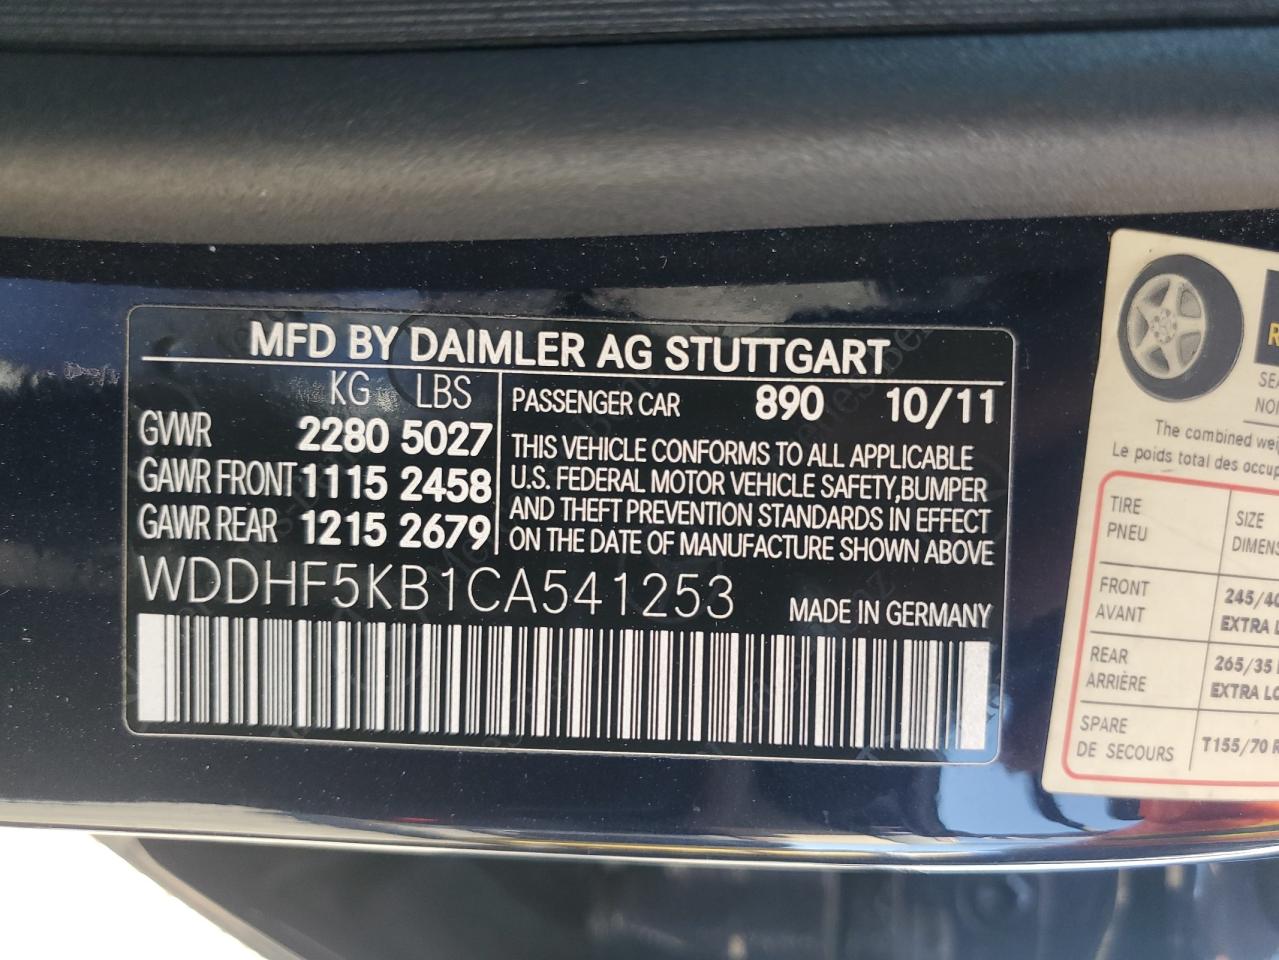 MFD BY DAIMLER AG STUTTGART
KG LBS
GVWR 2280 5027
GAWR FRONT 1115 2458
GAWR REAR 1215 2679
PASSENGER CAR 890 10/11
THIS VEHICLE CONFORMS TO ALL APPLICABLE
U.S. FEDERAL MOTOR VEHICLE SAFETY, BUMPER
AND THEFT PREVENTION STANDARDS IN EFFECT
ON THE DATE OF MANUFACTURE SHOWN ABOVE
WDDHF5KB1CA541253
MADE IN GERMANY
The combined
Le poids total des
TIRE
PNEU
SIZE
FRONT
AVANT
245/40
EXTRA
REAR
ARRIÈRE
265/35
EXTRA
SPARE
DE SECOURS
T155/70 R